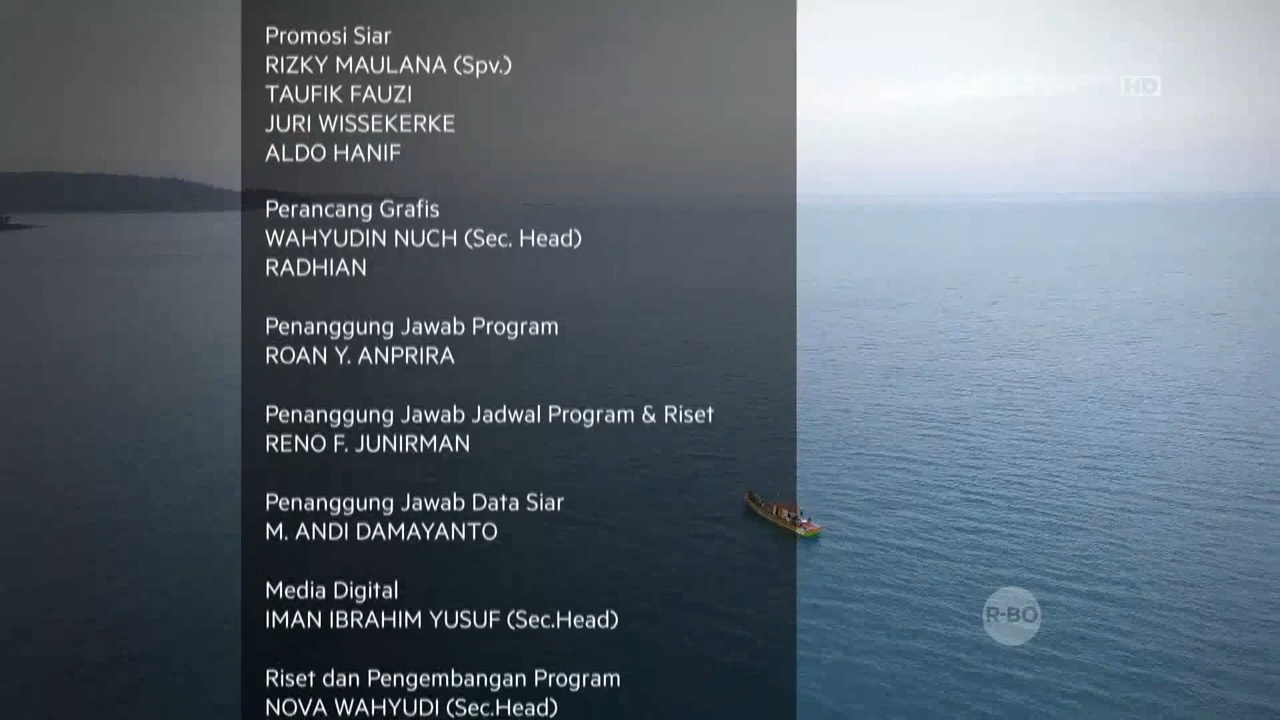 Promosi Siar
RIZKY MAULANA (Spv.)
HD
TAUFIK FAUZI
JURI WISSEKERKE
ALDO HANIF
Perancang Grafis
WAHYUDIN NUCH (Sec. Head)
RADHIAN
Penanggung Jawab Program
ROAN Y. ANPRIRA
Penanggung Jawab Jadwal Program & Riset
RENO F. JUNIRMAN
Penanggung Jawab Data Siar
M. ANDI DAMAYANTO
Media Digital
IMAN IBRAHIM YUSUF (Sec.Head)
R-BO
Riset dan Pengembangan Program
NOVA WAHYUDI (Sec.Head)